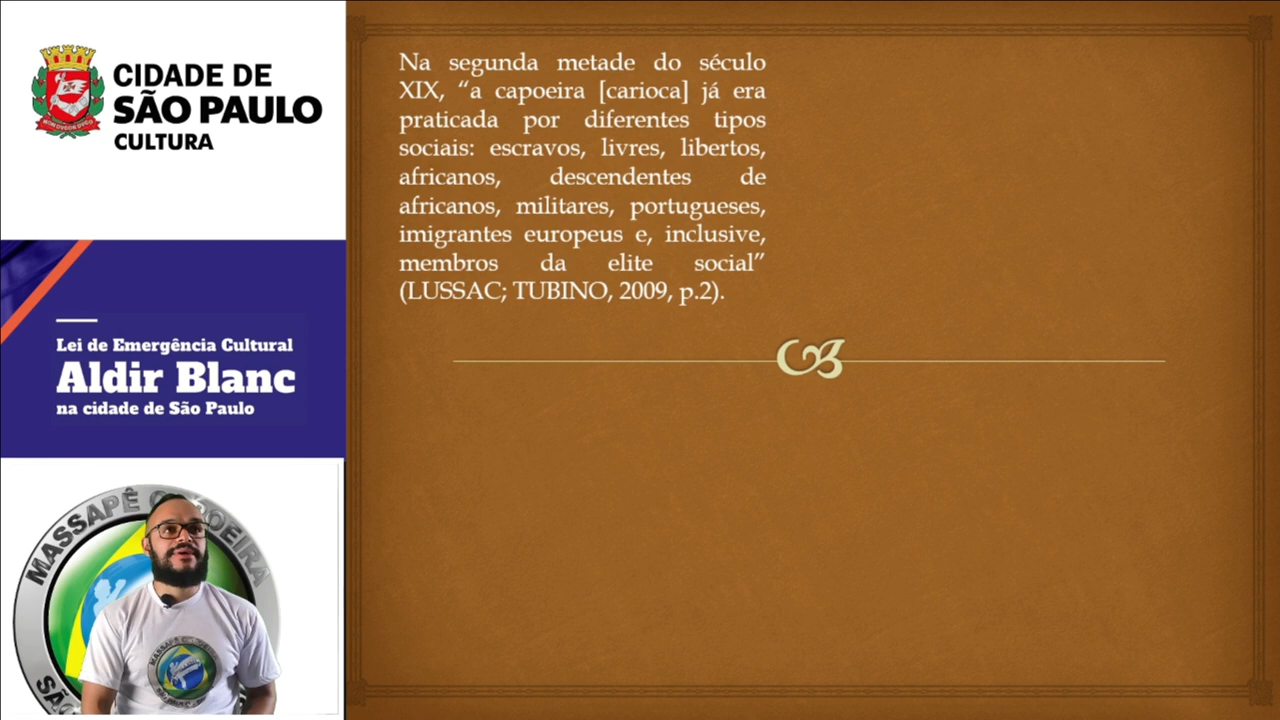 CIDADE DE
SÃO PAULO
CULTURA
Lei de Emergência Cultural
Aldir Blanc
na cidade de São Paulo
Na segunda metade do século
XIX, “a capoeira [carioca] já era
praticada por diferentes tipos
sociais: escravos, livres, libertos,
africanos, descendentes de
africanos, militares, portugueses,
imigrantes europeus e, inclusive,
membros da elite social”
(LUSSAC; TUBINO, 2009, p.2).
MASSAPÊ